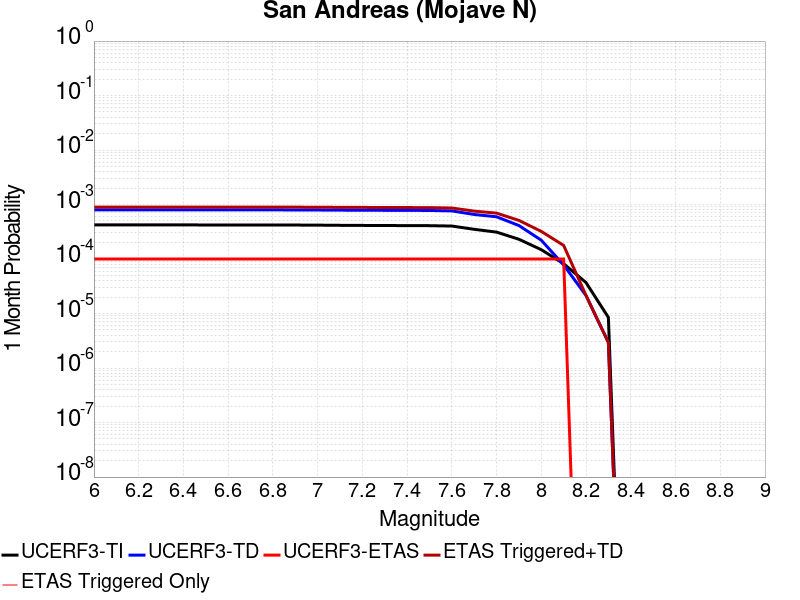 San Andreas (Mojave N)
10 0
10 -1
10 -2
10 -3
10 -4
10 -5
10 -6
10 -7
10 -8
1 Month Probability
6 6.2 6.4 6.6 6.8 7 7.2 7.4 7.6 7.8 8 8.2 8.4 8.6 8.8 9
Magnitude
UCERF3-TI UCERF3-TD UCERF3-ETAS ETAS Triggered+TD
ETAS Triggered Only